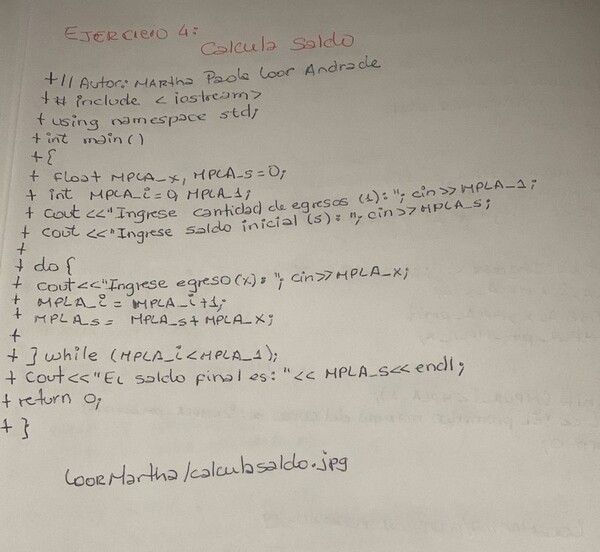 EJERCICIO 4:
Calcula Saldo
+// Autor: MARtha Paola Loor Andrade
+# include < iostream>
+ using namespace std;
+ int main()
+{
+ float MPLA_x, MPLA_s=0;
+ int MPLA_i=0, MPLA_1;
+ cout <<"Ingrese cantidad de egresos (1): "; cin>>MPLA_1;
+ cout <<"Ingrese saldo inicial (s): "; cin>>MPLA_s;
+
+ do {
+ cout<<"Ingrese egreso(x): "; cin>>MPLA_x;
+ MPLA_i = MPLA_i+1;
+ MPLA_s= MPLA_s+MPLA_x;
+
+ } while (MPLA_i<MPLA_1);
+ cout<<"EL saldo final es: "<< MPLA_s<<endl;
+ return 0;
+ }
LoorMartha/calculasaldo.jpg